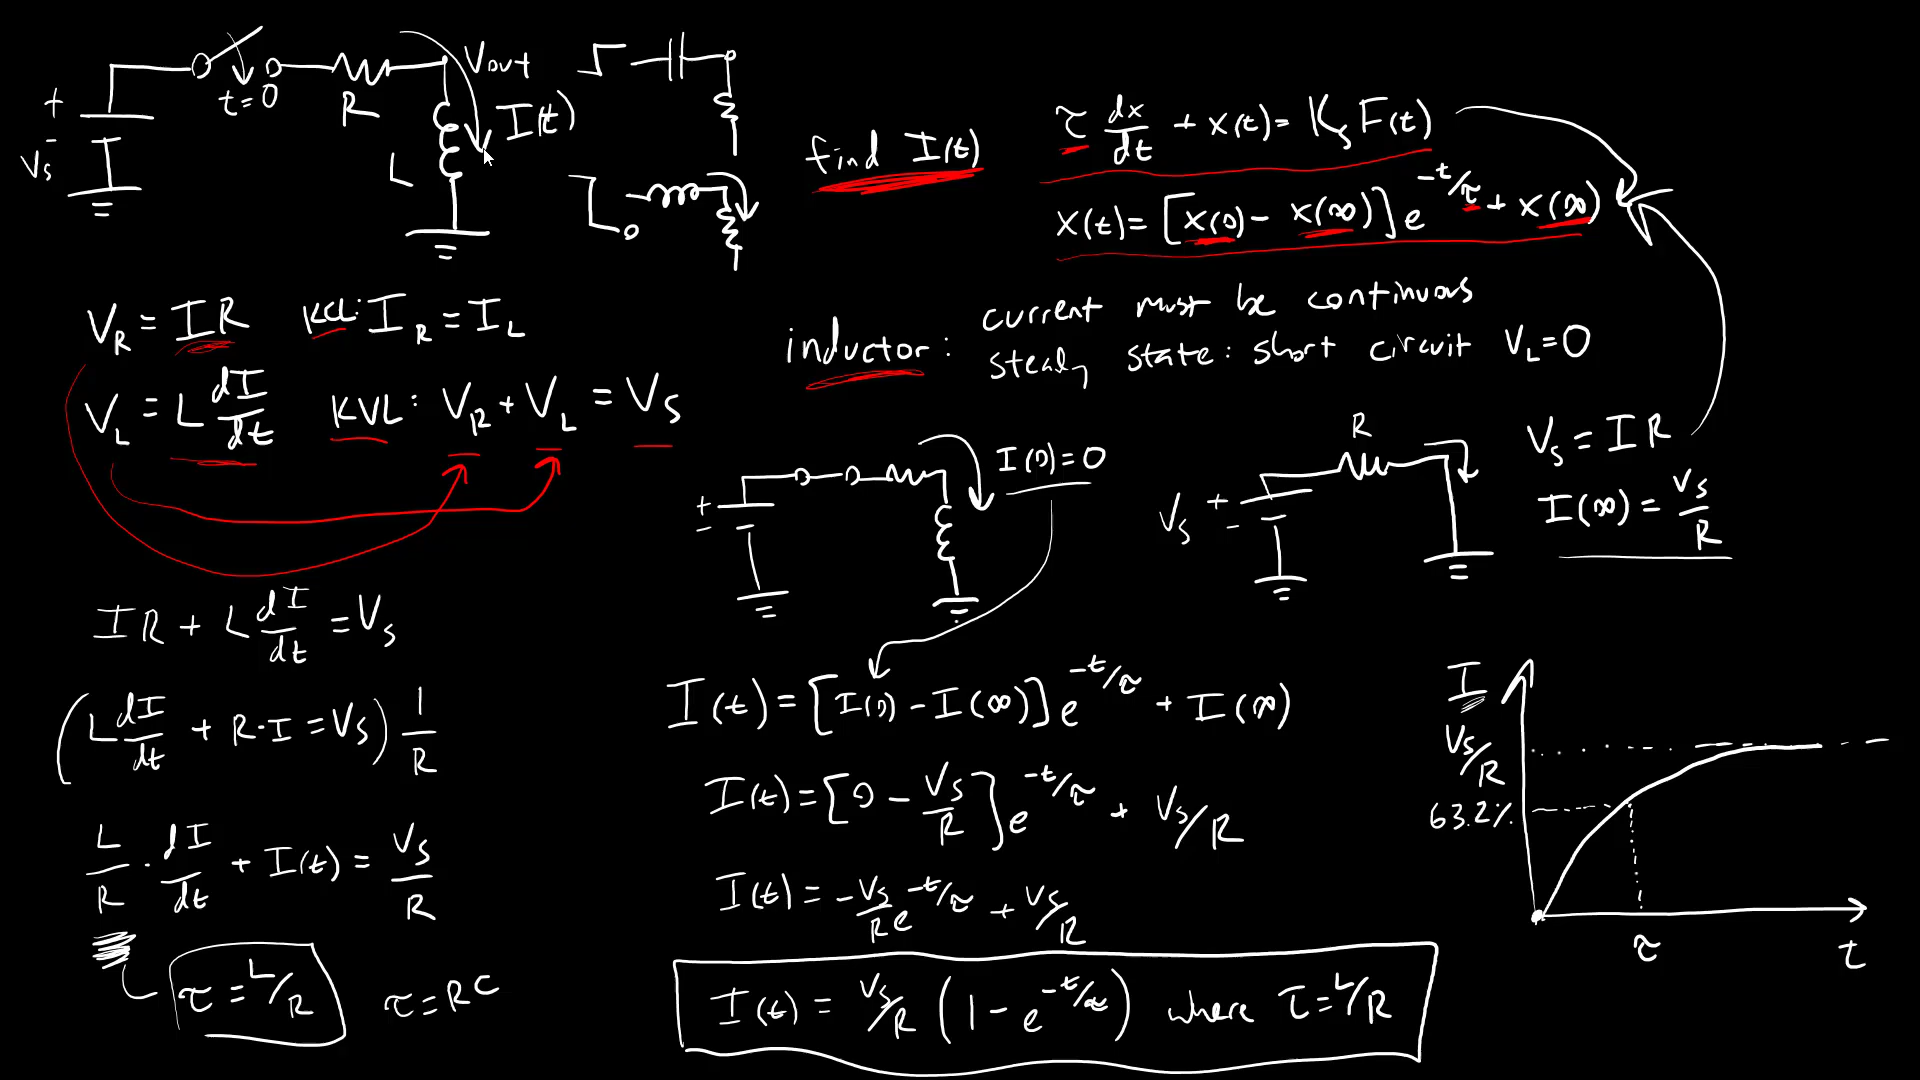 +
-
Vs
t=0
R
Vout
I(t)
L
find I(t)
τ dx/dt + x(t) = Ks F(t)
x(t) = [x(0) - x(∞)] e^-t/τ + x(∞)
VR = IR KCL: IR = IL
VL = L dI/dt KVL: VR + VL = Vs
IR + L dI/dt = Vs
(L dI/dt + R·I = Vs) 1/R
L/R · dI/dt + I(t) = Vs/R
τ = L/R τ = RC
inductor: current must be continuous
steady state: short circuit VL = 0
+
-
I(0) = 0
Vs + -
R
Vs = IR
I(∞) = Vs/R
I(t) = [I(0) - I(∞)] e^-t/τ + I(∞)
I(t) = [0 - Vs/R] e^-t/τ + Vs/R
I(t) = -Vs/R e^-t/τ + Vs/R
I(t) = Vs/R (1 - e^-t/τ) where τ = L/R
I
Vs/R
63.2%
τ
t